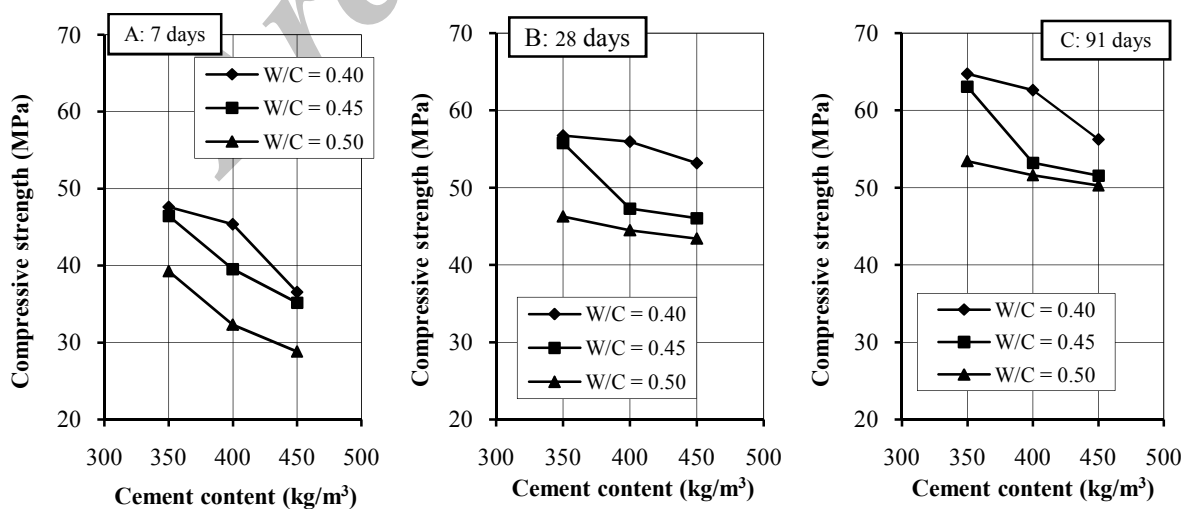 A: 7 days
W/C = 0.40
W/C = 0.45
W/C = 0.50
Compressive strength (MPa)
70
60
50
40
30
20
300 350 400 450 500
Cement content (kg/m³)
B: 28 days
W/C = 0.40
W/C = 0.45
W/C = 0.50
Compressive strength (MPa)
70
60
50
40
30
20
300 350 400 450 500
Cement content (kg/m³)
C: 91 days
W/C = 0.40
W/C = 0.45
W/C = 0.50
Compressive strength (MPa)
70
60
50
40
30
20
300 350 400 450 500
Cement content (kg/m³)